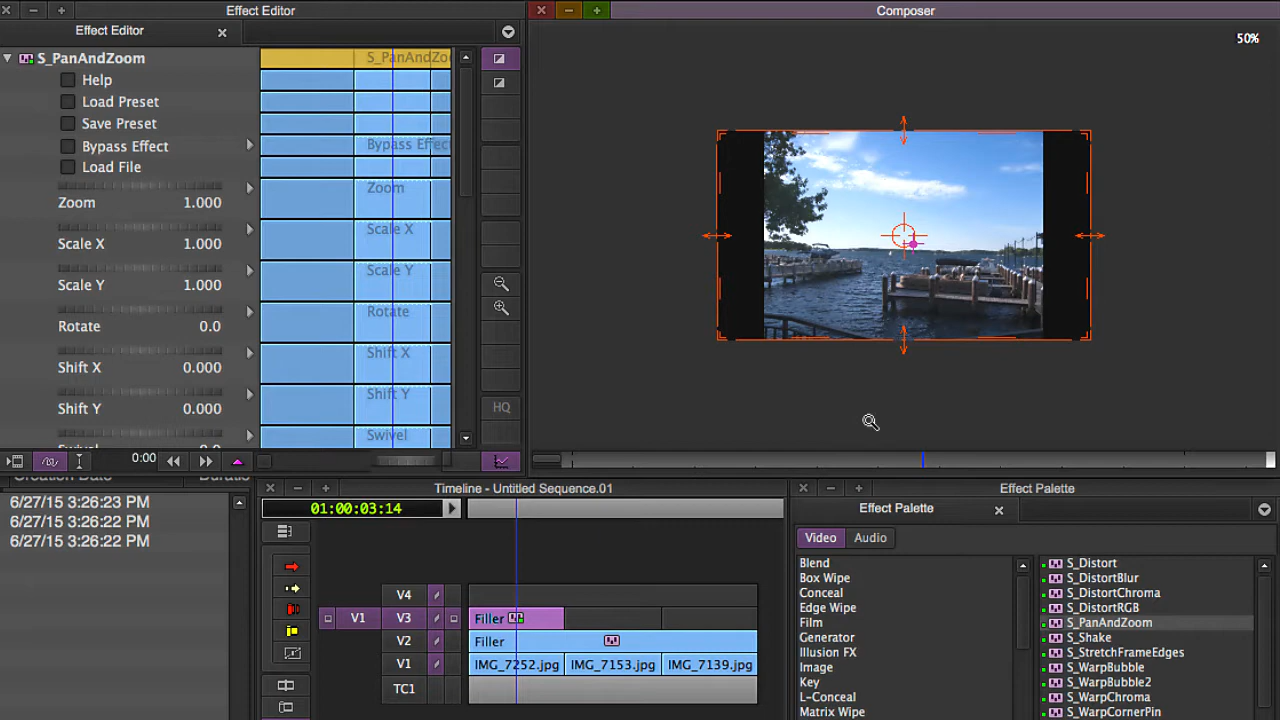 Effect Editor
Composer
Effect Editor
50%
S_PanAndZoom
S_PanAndZoo
Help
Load Preset
Save Preset
Bypass Effect
Bypass Effec
Load File
Zoom
Zoom 1.000
Scale X
Scale X 1.000
Scale Y
Scale Y 1.000
Rotate
Rotate 0.0
Shift X
Shift X 0.000
Shift Y
Shift Y 0.000
HQ
Swivel
0:00
Creation Date Duratio
6/27/15 3:26:23 PM
6/27/15 3:26:22 PM
6/27/15 3:26:22 PM
Timeline - Untitled Sequence.01
01:00:03:14
V4
V1 V3 Filler
V2 Filler
V1 IMG_7252.jpg IMG_7153.jpg IMG_7139.jpg
TC1
Effect Palette
Effect Palette
Video Audio
Blend
Box Wipe
Conceal
Edge Wipe
Film
Generator
Illusion FX
Image
Key
L-Conceal
Matrix Wipe
S_Distort
S_DistortBlur
S_DistortChroma
S_DistortRGB
S_PanAndZoom
S_Shake
S_StretchFrameEdges
S_WarpBubble
S_WarpBubble2
S_WarpChroma
S_WarpCornerPin